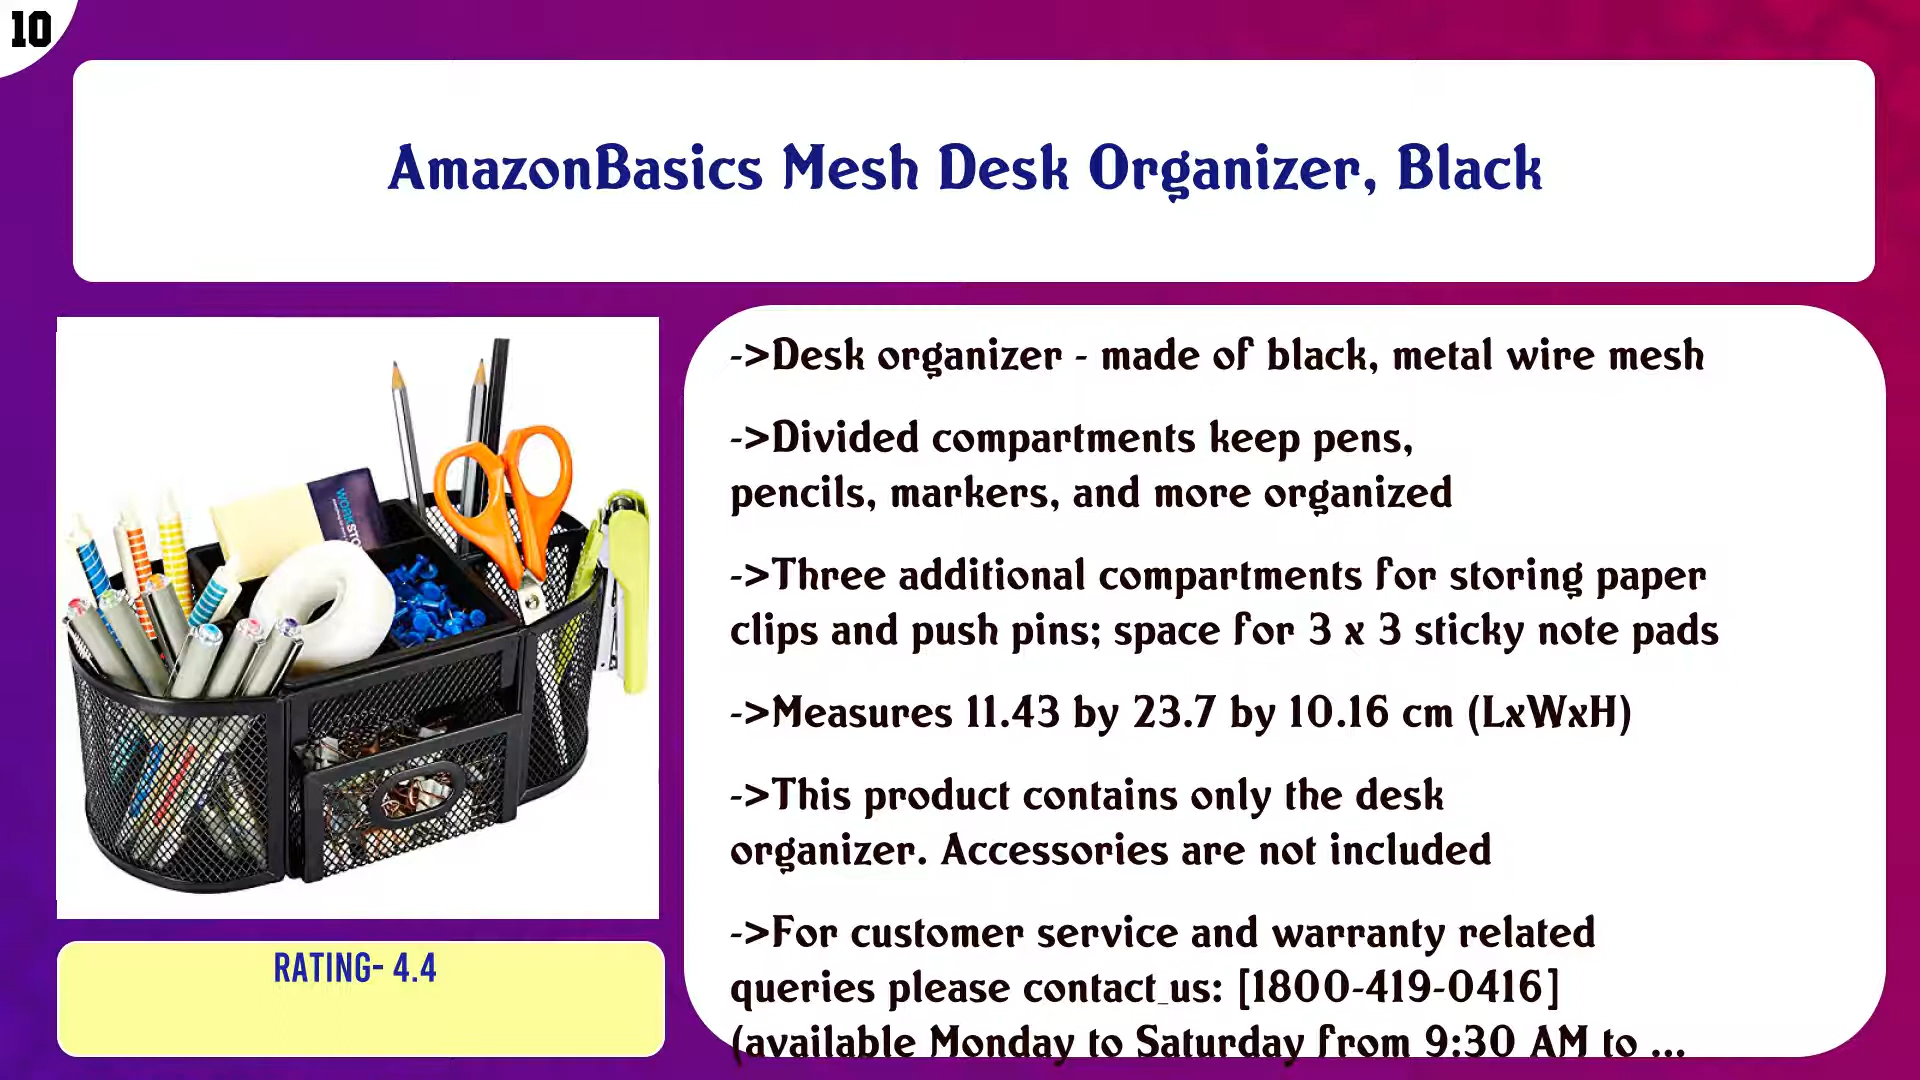 10
AmazonBasics Mesh Desk Organizer, Black
WORKSTO
->Desk organizer - made of black, metal wire mesh
->Divided compartments keep pens,
pencils, markers, and more organized
->Three additional compartments for storing paper
clips and push pins; space for 3 x 3 sticky note pads
->Measures 11.43 by 23.7 by 10.16 cm (LxWxH)
->This product contains only the desk
organizer. Accessories are not included
->For customer service and warranty related
queries please contact_us: [1800-419-0416]
(available Monday to Saturday from 9:30 AM to ...
RATING- 4.4